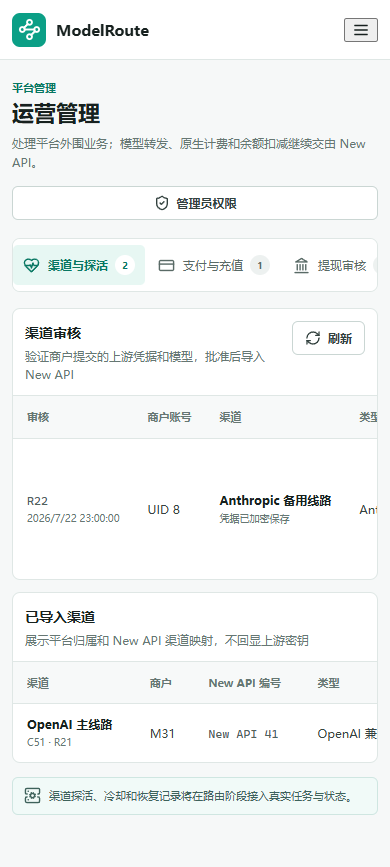 ModelRoute
平台管理
运营管理
处理平台外围业务；模型转发、原生计费和余额扣减继续交由 New
API。
管理员权限
渠道与探活 2 支付与充值 1 提现审核
渠道审核
验证商户提交的上游凭据和模型，批准后导入
New API
刷新
审核 商户账号 渠道 类型
R22
2026/7/22 23:00:00
UID 8
Anthropic 备用线路
凭据已加密保存
Ant
已导入渠道
展示平台归属和 New API 渠道映射，不回显上游密钥
渠道 商户 New API 编号 类型
OpenAI 主线路
C51 · R21
M31 New API 41 OpenAI 兼
渠道探活、冷却和恢复记录将在路由阶段接入真实任务与状态。